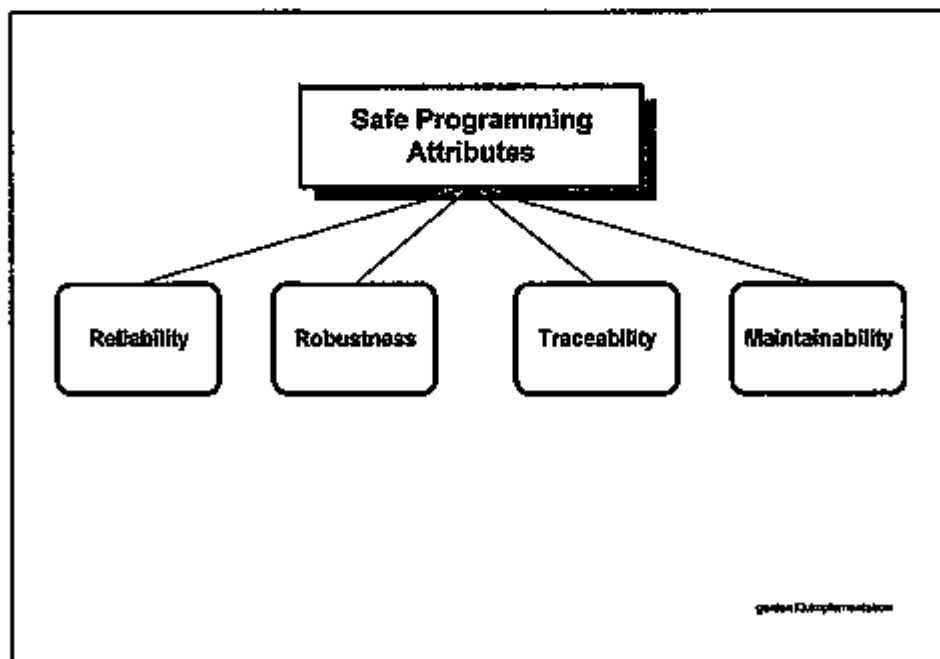 Safe Programming
Attributes
Reliability
Robustness
Traceability
Maintainability